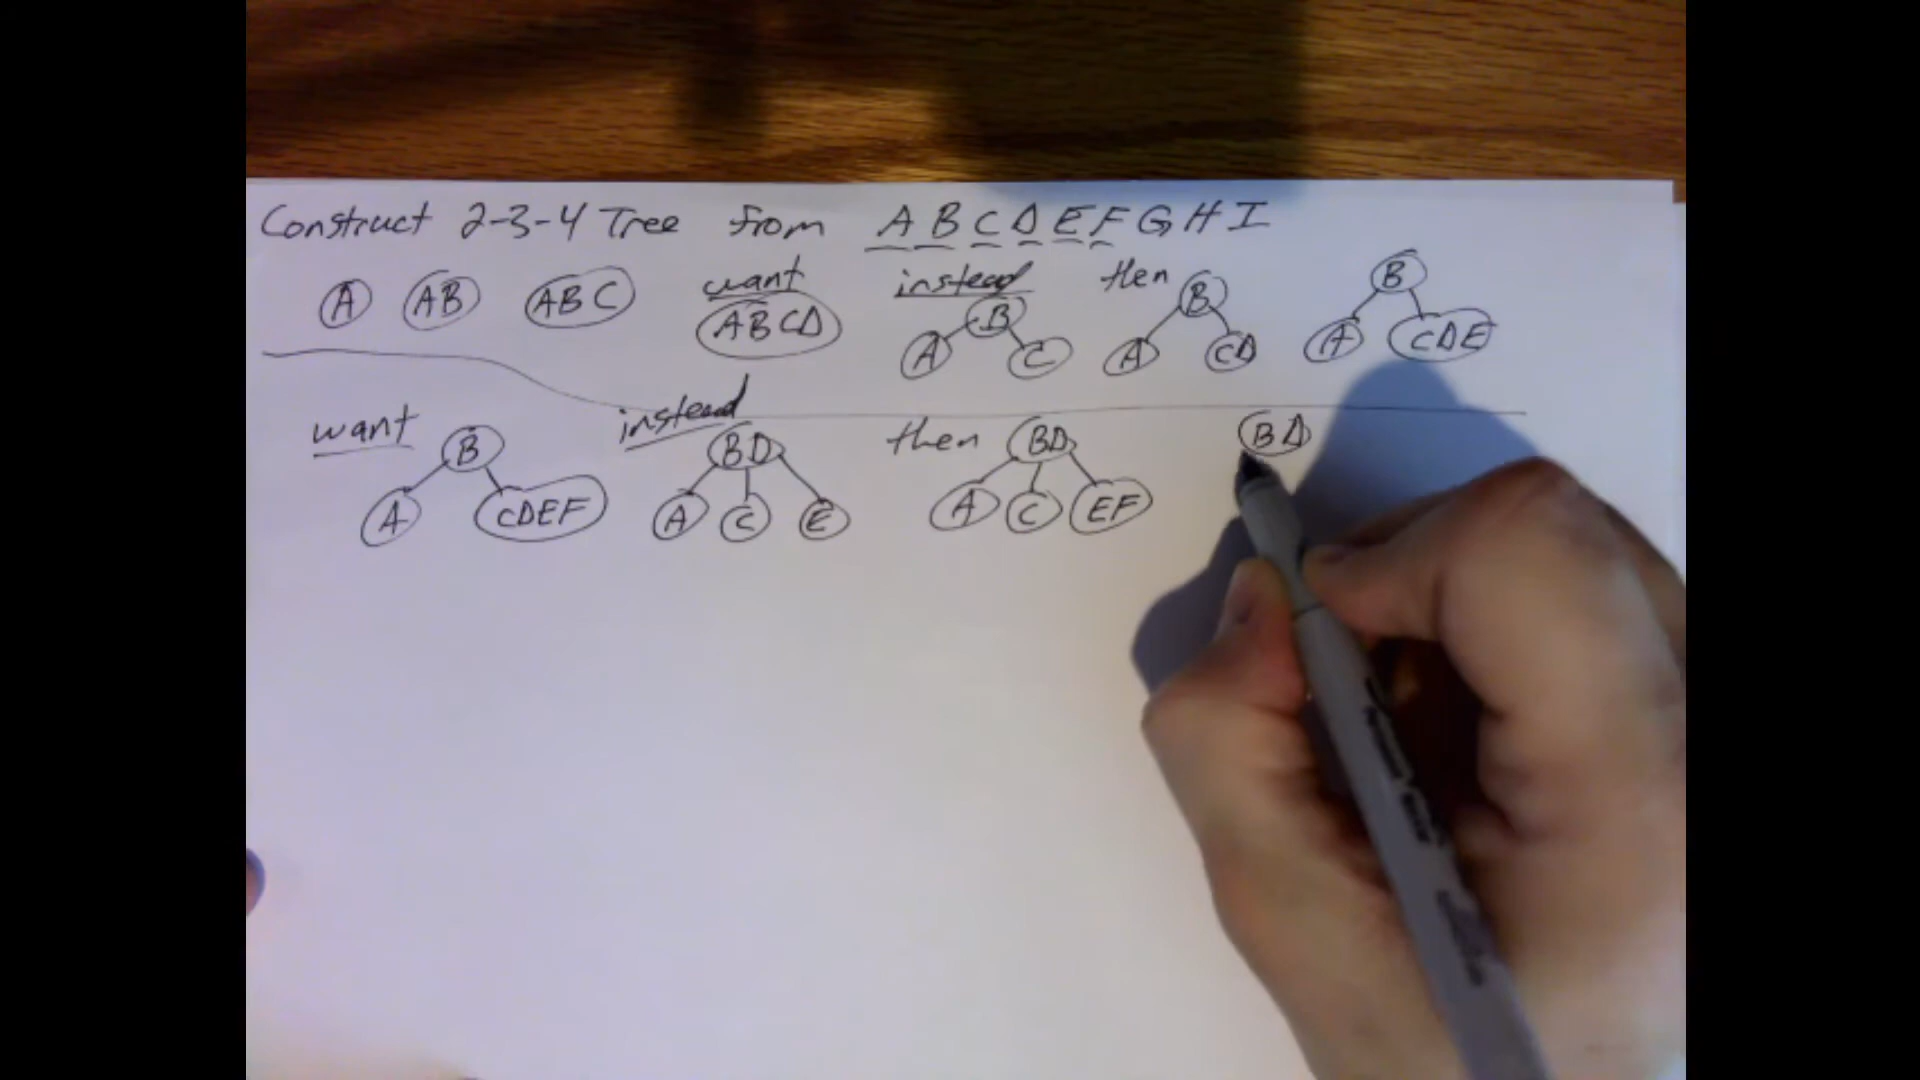 Construct 2-3-4 Tree from A B C D E F G H I
A AB ABC want instead then B
ABCD B B
A C A CD A CDE
want B instead BD then BD BD
A CDEF A C E A C EF